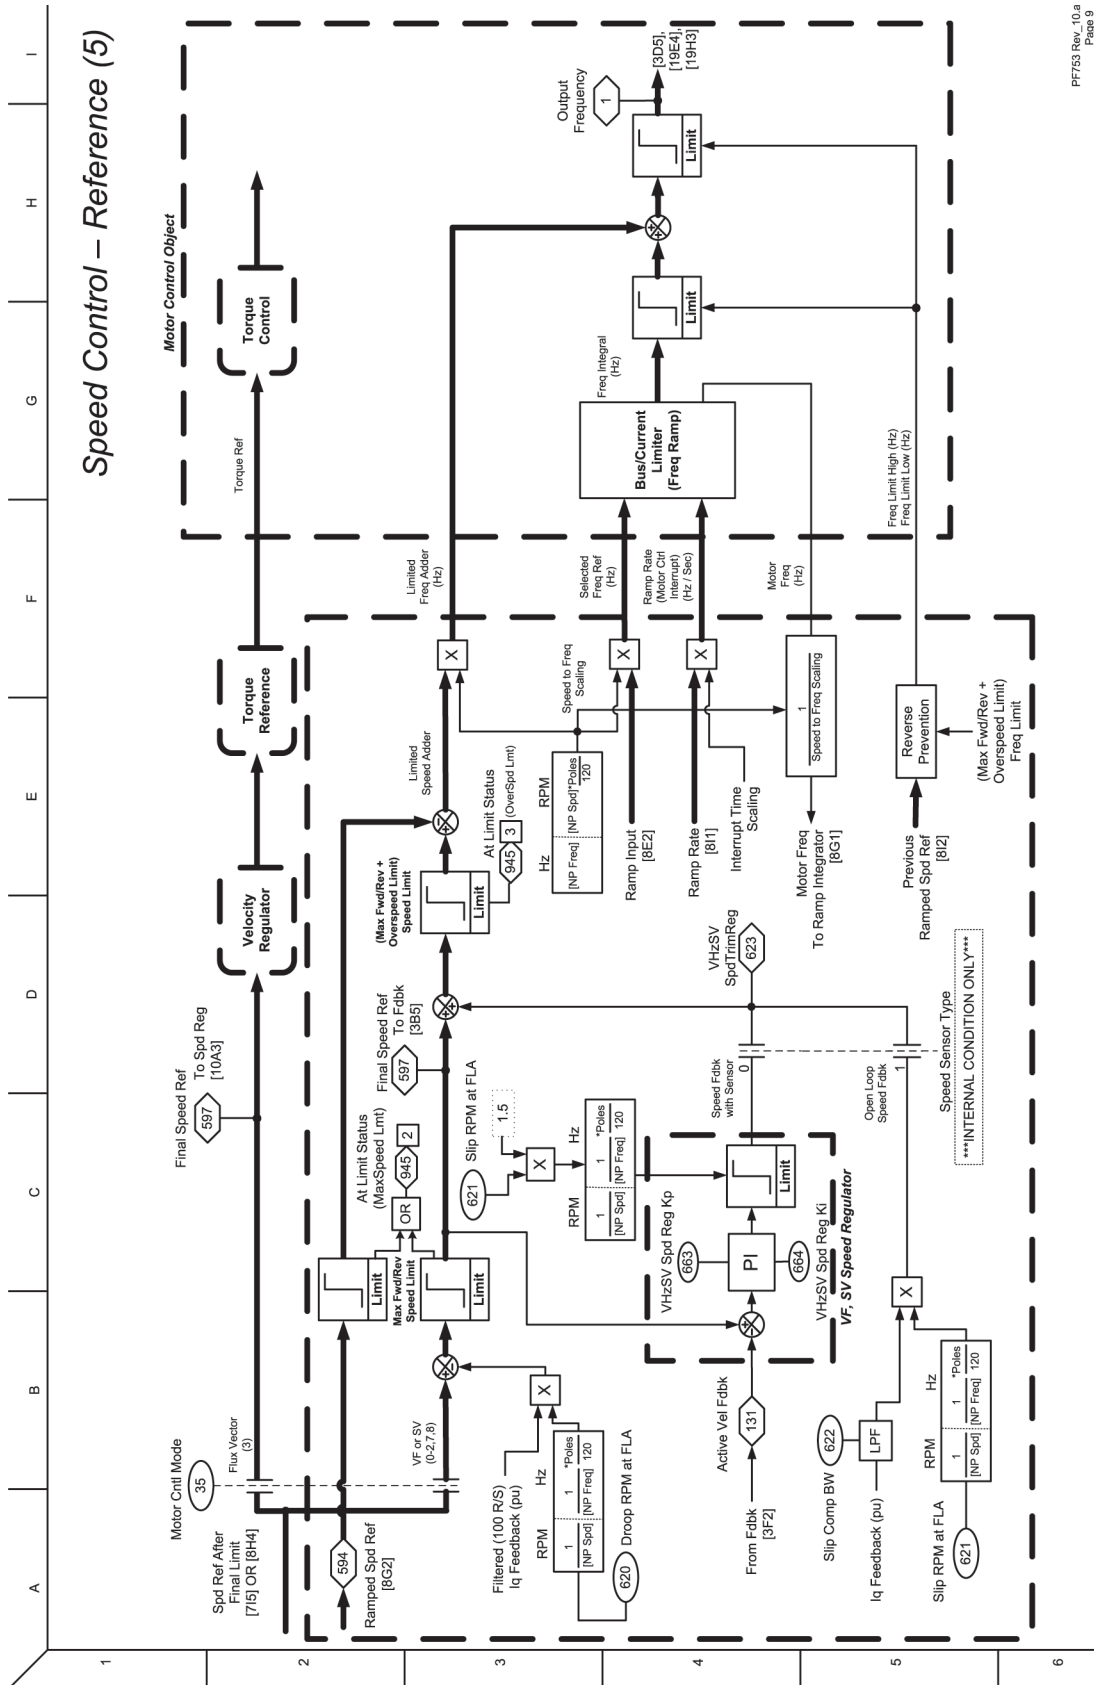 Speed Control – Reference (5)
A
B
C
D
E
F
G
H
I
1
2
3
4
5
6
Motor Control Object
Motor Cntl Mode
35
Flux Vector
(3)
Final Speed Ref
597
To Spd Reg
[10A3]
Velocity
Regulator
Torque
Reference
Torque Ref
Torque
Control
Spd Ref After
Final Limit
[7I5] OR [8H4]
594
Ramped Spd Ref
[8G2]
VF or SV
(0-2,7,8)
Limit
Max Fwd/Rev
Speed Limit
Limit
OR
945
2
At Limit Status
(MaxSpeed Lmt)
Final Speed Ref
597
To Fdbk
[3B5]
(Max Fwd/Rev +
Overspeed Limit)
Speed Limit
Limit
At Limit Status
945
3
(OverSpd Lmt)
Limited
Speed Adder
X
Limited
Freq Adder
(Hz)
Filtered (100 R/S)
Iq Feedback (pu)
X
RPM
Hz
1
[NP Spd]
1
[NP Freq]
*Poles
120
620
Droop RPM at FLA
Slip RPM at FLA
621
1.5
X
RPM
Hz
1
[NP Spd]
1
[NP Freq]
*Poles
120
Hz
RPM
[NP Freq]
[NP Spd]*Poles
120
Speed to Freq
Scaling
X
Selected
Freq Ref
(Hz)
Ramp Input
[8E2]
Ramp Rate
[8I1]
X
Ramp Rate
(Motor Ctrl
Interrupt)
(Hz / Sec)
Interrupt Time
Scaling
Bus/Current
Limiter
(Freq Ramp)
Freq Integral
(Hz)
Limit
Limit
Output
Frequency
1
[3D5],
[19E4],
[19H3]
Active Vel Fdbk
131
From Fdbk
[3F2]
VHzSV Spd Reg Kp
663
PI
664
VHzSV Spd Reg Ki
Limit
VF, SV Speed Regulator
Speed Fdbk
with Sensor
0
VHzSV
SpdTrimReg
623
Motor Freq
To Ramp Integrator
[8G1]
1
Speed to Freq Scaling
Motor
Freq
(Hz)
Slip Comp BW
622
LPF
Iq Feedback (pu)
X
RPM
Hz
1
[NP Spd]
1
[NP Freq]
*Poles
120
Slip RPM at FLA
621
Open Loop
Speed Fdbk
1
Speed Sensor Type
***INTERNAL CONDITION ONLY***
Previous
Ramped Spd Ref
[8I2]
Reverse
Prevention
(Max Fwd/Rev +
Overspeed Limit)
Freq Limit
Freq Limit High (Hz)
Freq Limit Low (Hz)
PF753 Rev_10.a
Page 9